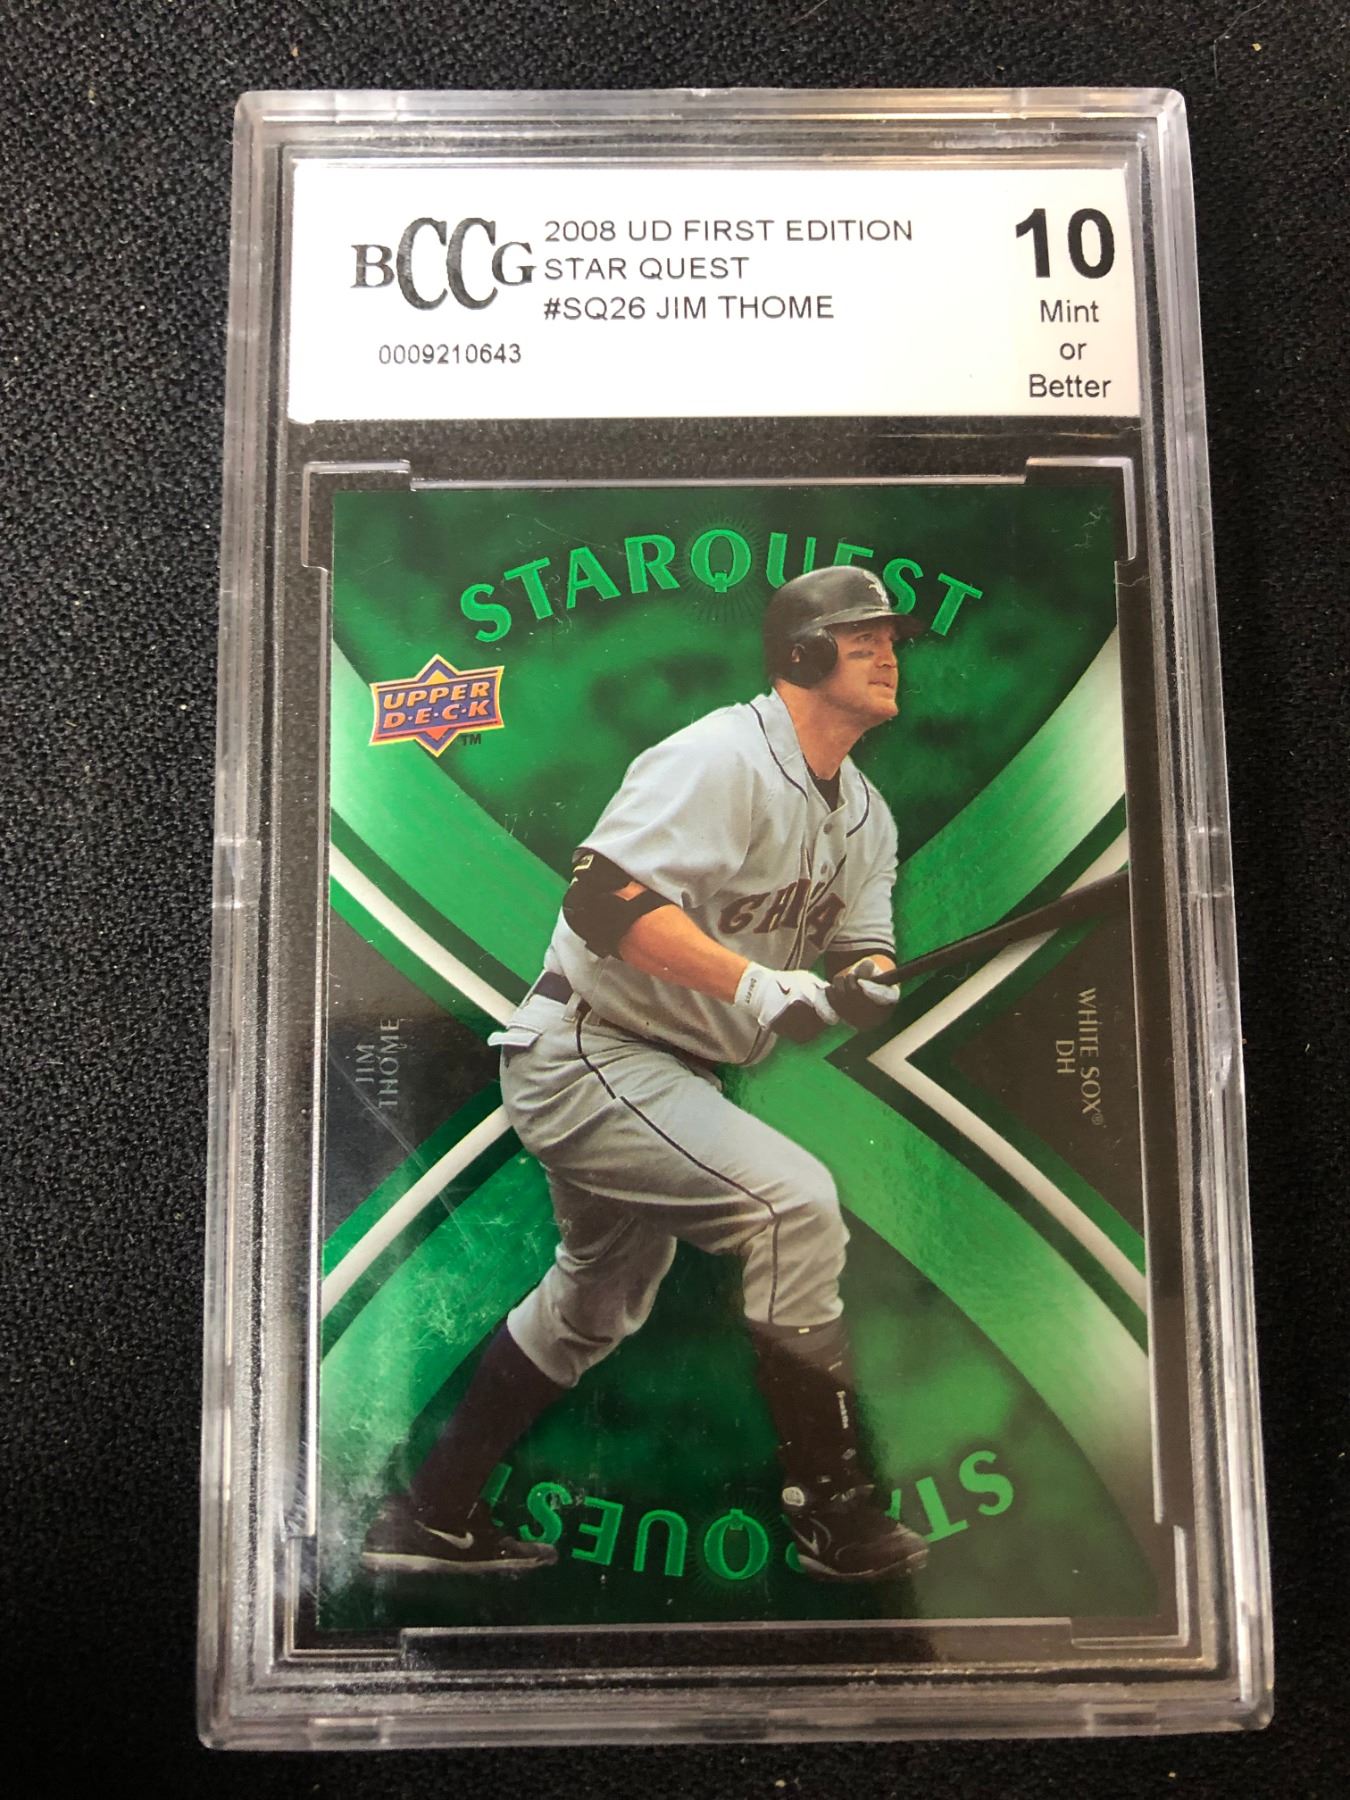 BCCG
2008 UD FIRST EDITION
STAR QUEST
#SQ26 JIM THOME
0009210643
10
Mint
or
Better
STARQUEST
UPPER
D·E·C·K
TM
JIM
THOME
WHITE SOX®
DH
STARQUEST